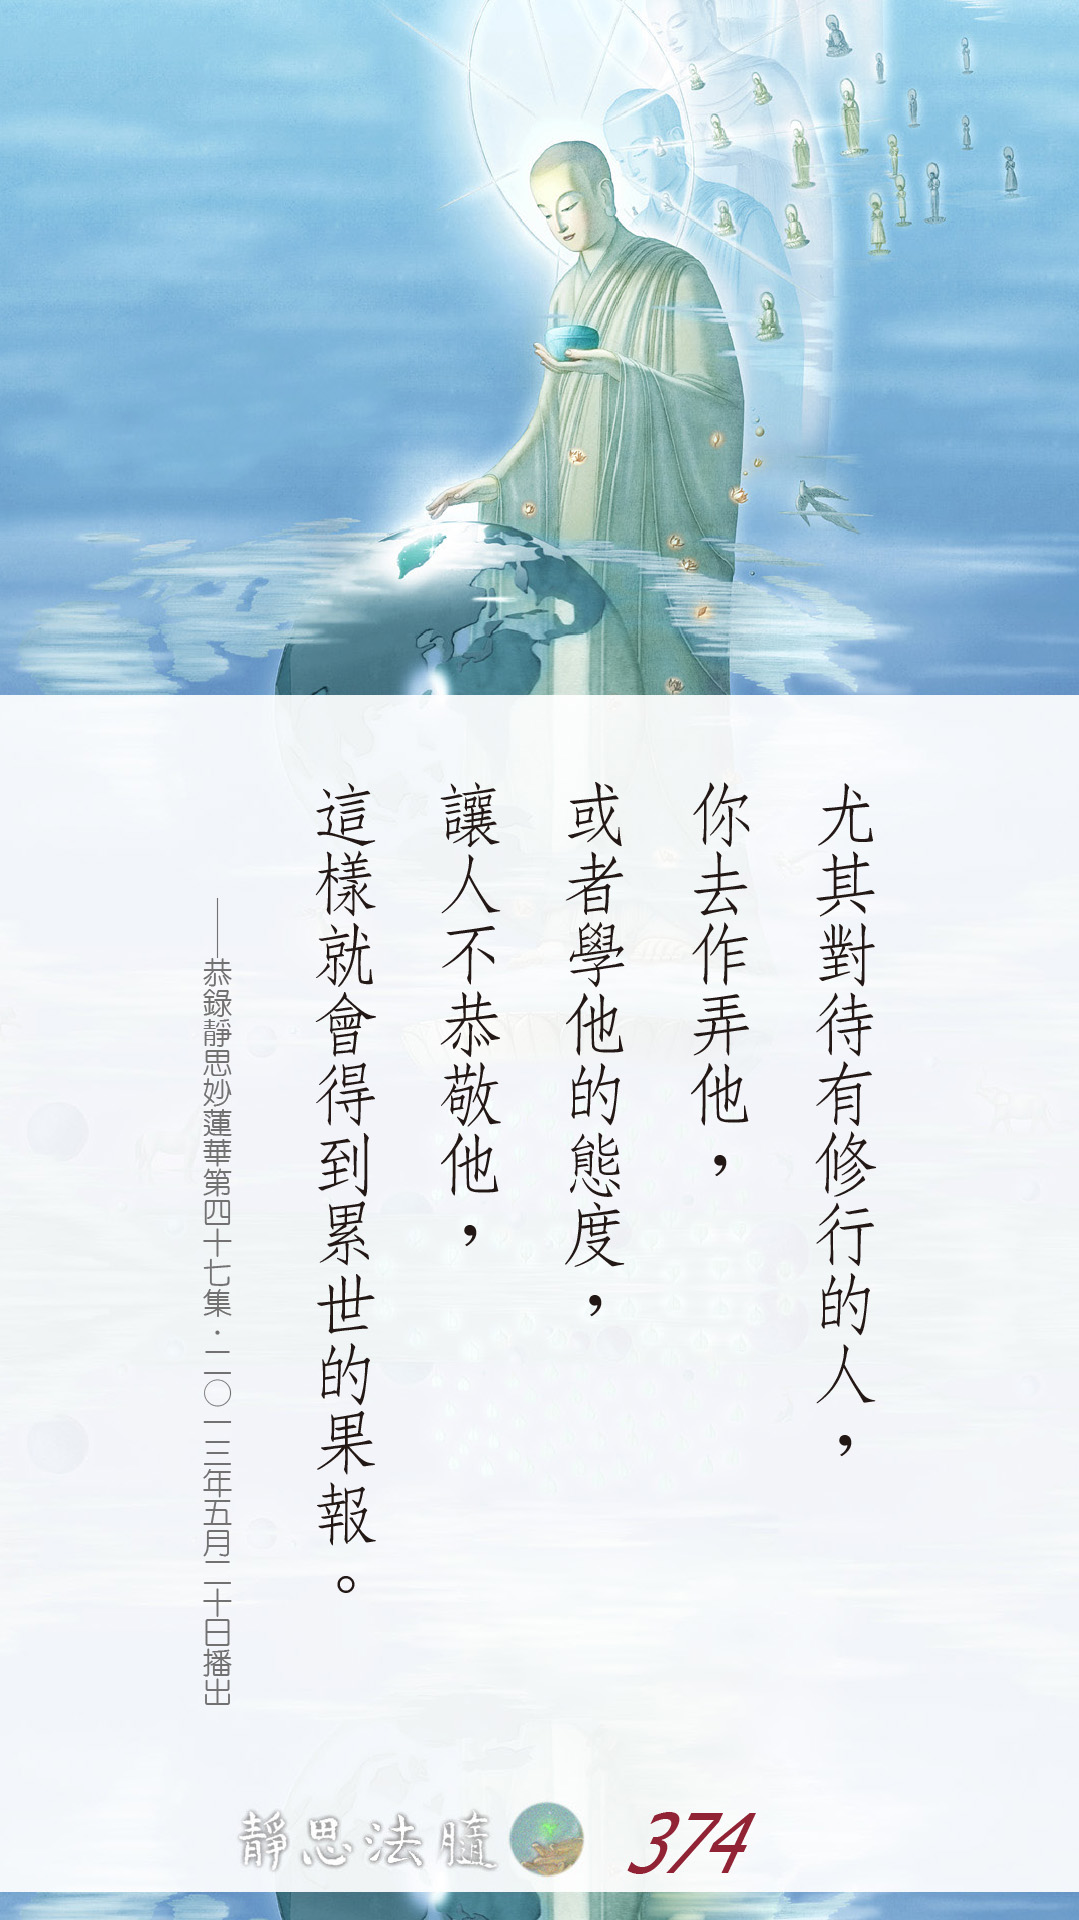 尤其對待有修行的人，
你去作弄他，
或者學他的態度，
讓人不恭敬他，
這樣就會得到累世的果報。
——恭錄靜思妙蓮華第四十七集．二〇一三年五月二十日播出
靜思法髓 374